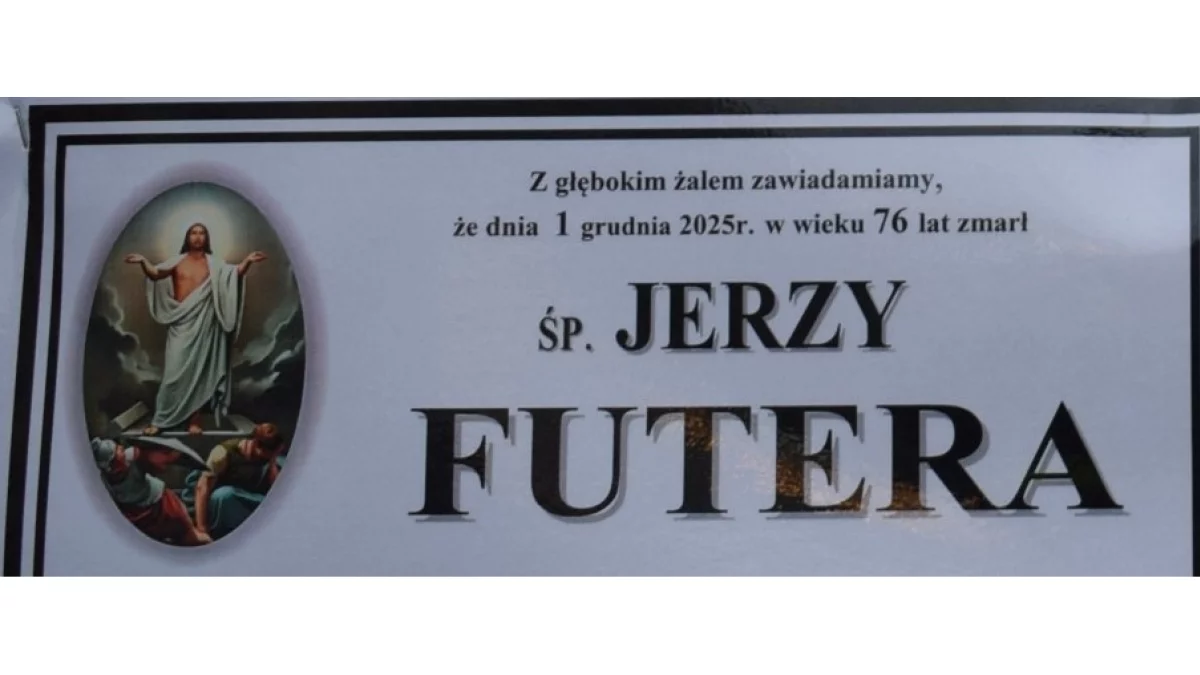 Z głębokim żalem zawiadamiamy,
że dnia 1 grudnia 2025r. w wieku 76 lat zmarł
ŚP. JERZY
FUTERA